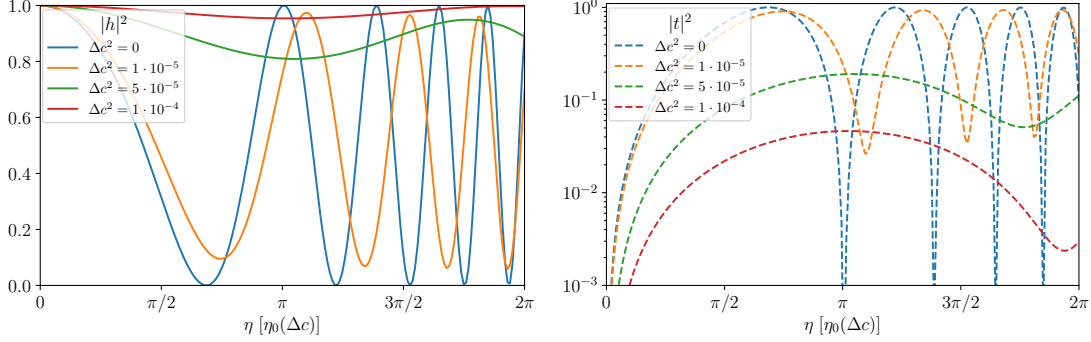 1.0
0.8
0.6
0.4
0.2
0.0
|h|²
Δc² = 0
Δc² = 1 · 10⁻⁵
Δc² = 5 · 10⁻⁵
Δc² = 1 · 10⁻⁴
0 π/2 π 3π/2 2π
η [η₀(Δc)]
10⁰
10⁻¹
10⁻²
10⁻³
|t|²
Δc² = 0
Δc² = 1 · 10⁻⁵
Δc² = 5 · 10⁻⁵
Δc² = 1 · 10⁻⁴
0 π/2 π 3π/2 2π
η [η₀(Δc)]